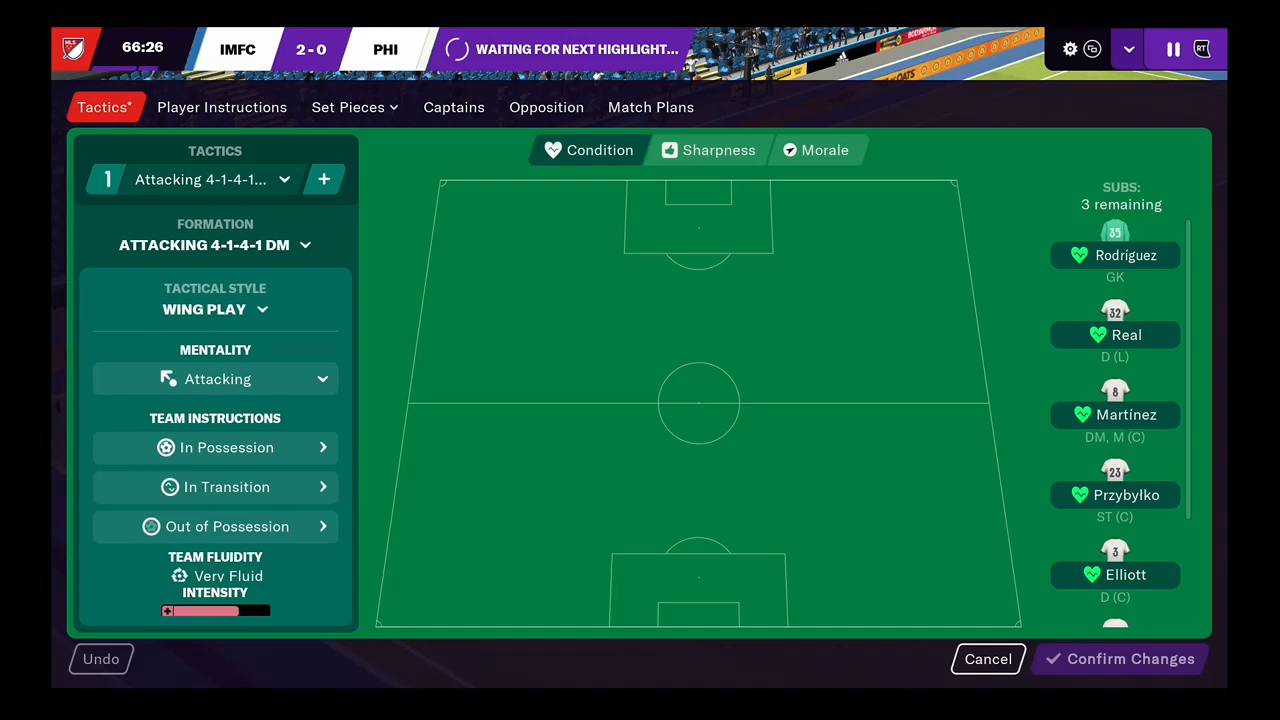 MLS
66:26
IMFC
2 - 0
PHI
WAITING FOR NEXT HIGHLIGHT...
RT
Tactics*
Player Instructions
Set Pieces
Captains
Opposition
Match Plans
TACTICS
1
Attacking 4-1-4-1...
+
FORMATION
ATTACKING 4-1-4-1 DM
TACTICAL STYLE
WING PLAY
MENTALITY
Attacking
TEAM INSTRUCTIONS
In Possession
In Transition
Out of Possession
TEAM FLUIDITY
Very Fluid
INTENSITY
Condition
Sharpness
Morale
SUBS:
3 remaining
35
Rodríguez
GK
32
Real
D (L)
8
Martínez
DM, M (C)
23
Przybylko
ST (C)
3
Elliott
D (C)
Undo
Cancel
Confirm Changes